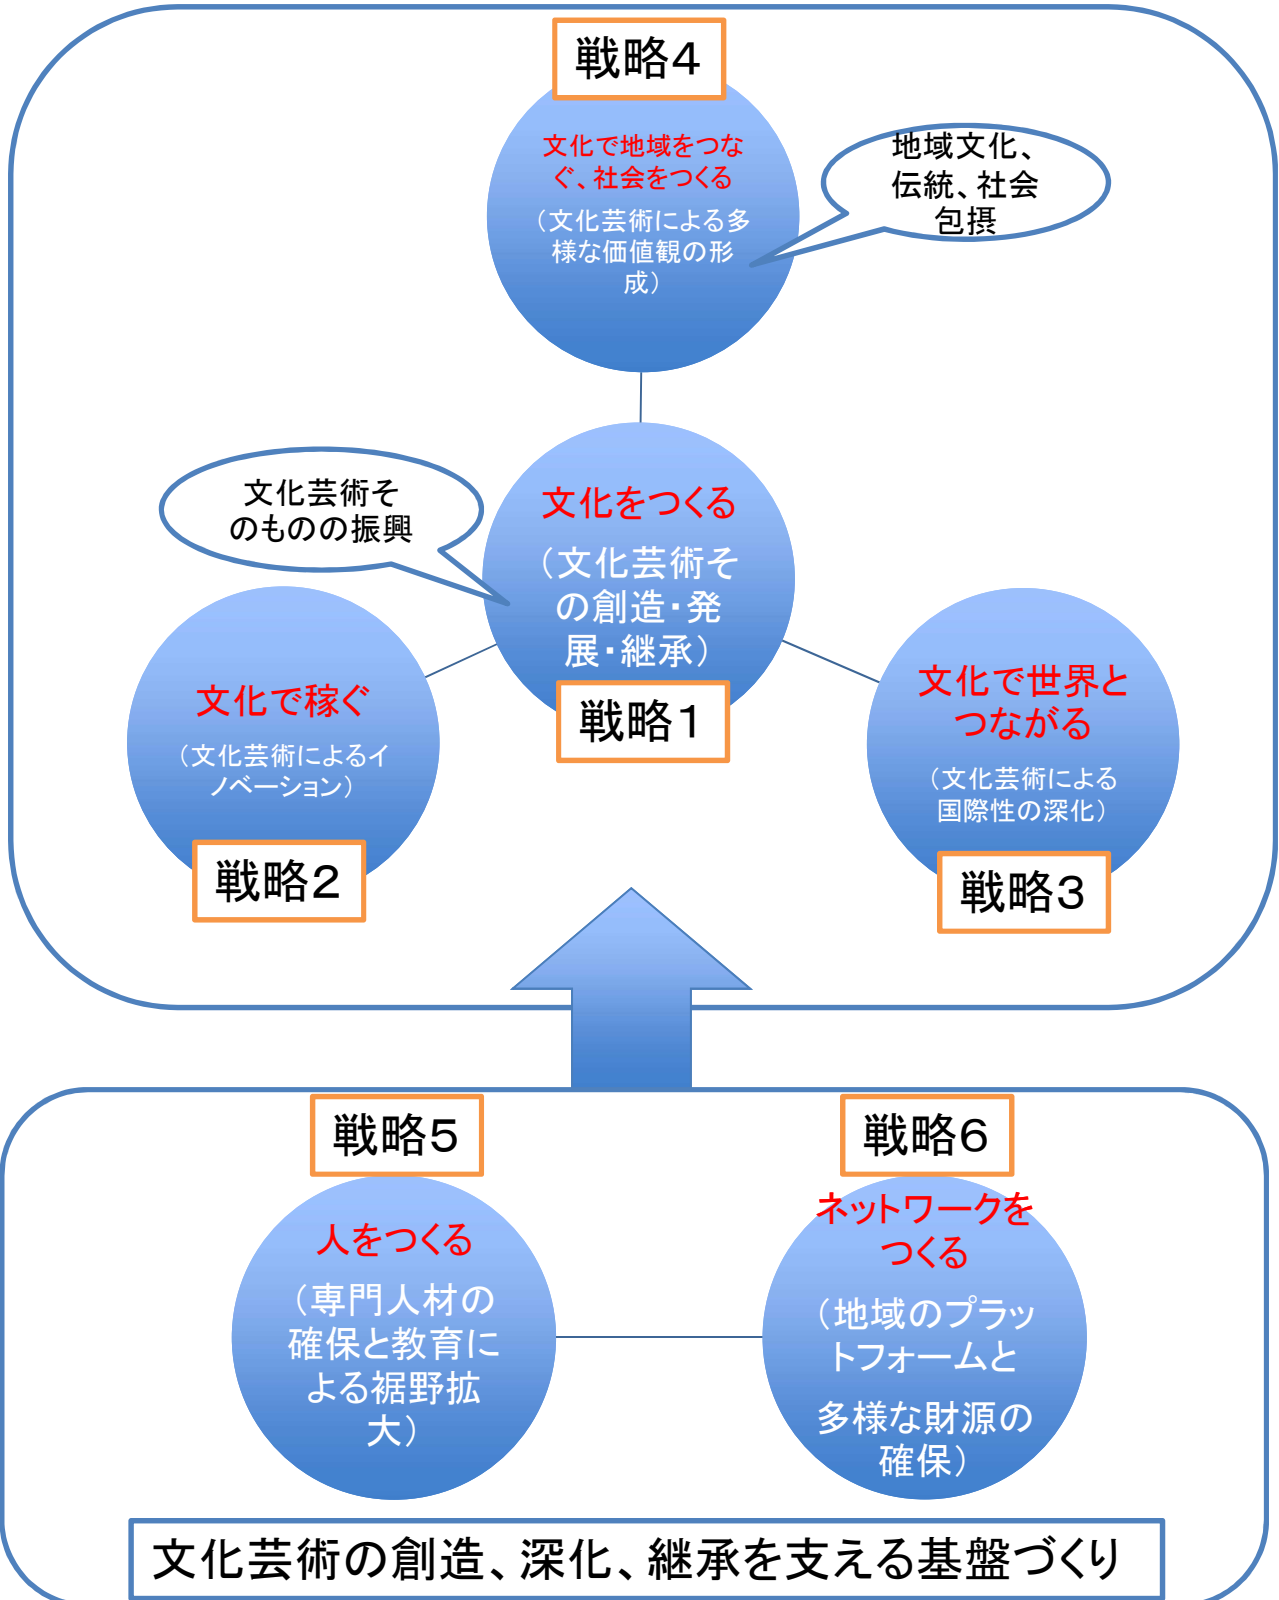 戦略4
文化で地域をつな
ぐ、社会をつくる
（文化芸術による多
様な価値観の形
成）
地域文化、
伝統、社会
包摂
文化芸術そ
のものの振興
文化をつくる
（文化芸術そ
の創造・発
展・継承）
戦略1
文化で稼ぐ
（文化芸術によるイ
ノベーション）
戦略2
文化で世界と
つながる
（文化芸術による
国際性の深化）
戦略3
戦略5
人をつくる
（専門人材の
確保と教育に
よる裾野拡
大）
戦略6
ネットワークを
つくる
（地域のプラッ
トフォームと
多様な財源の
確保）
文化芸術の創造、深化、継承を支える基盤づくり